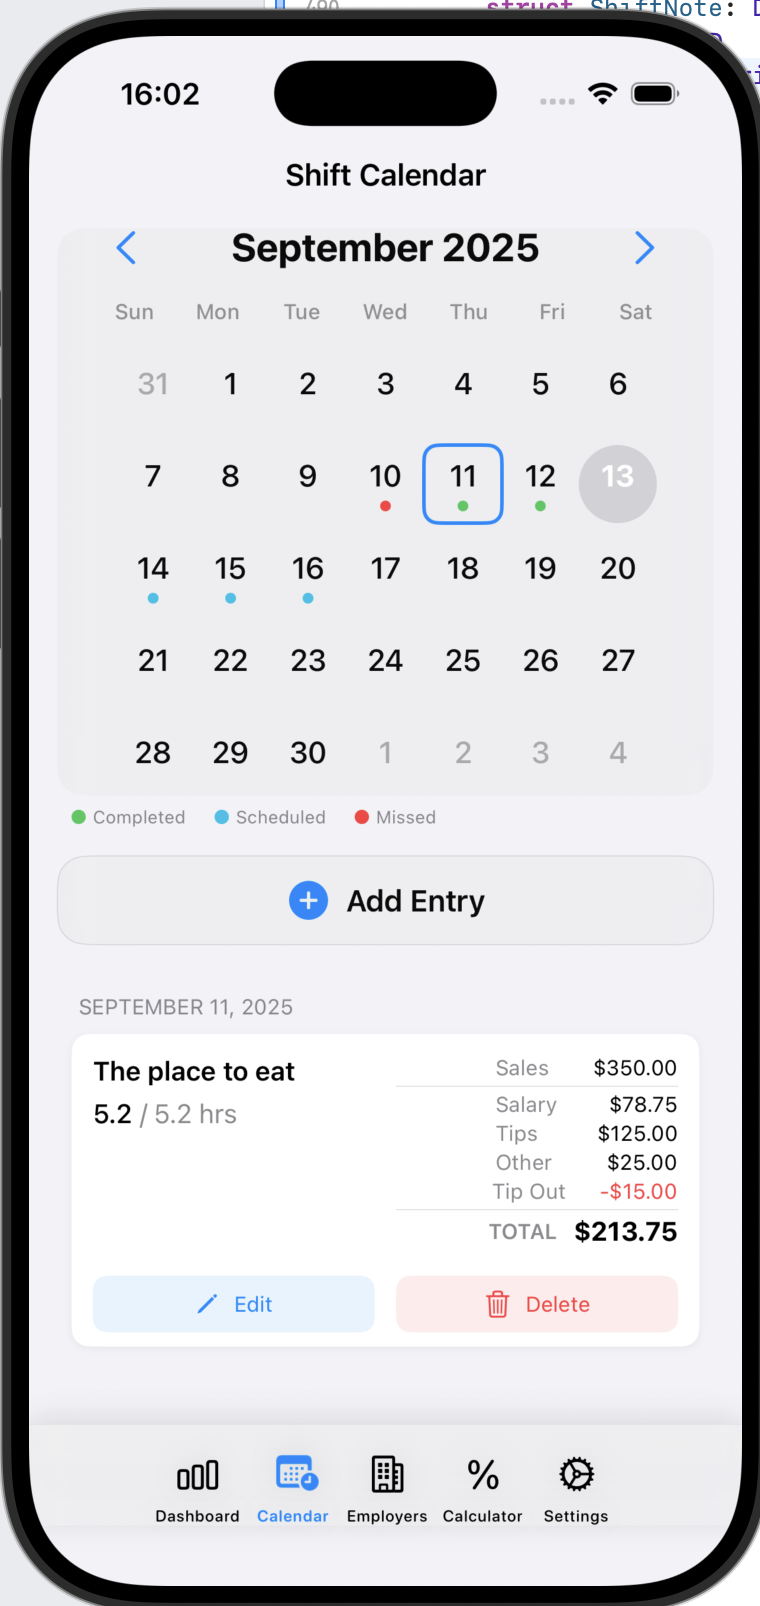 490 struct ShiftNote:
16:02
Shift Calendar
September 2025
Sun Mon Tue Wed Thu Fri Sat
31 1 2 3 4 5 6
7 8 9 10 11 12 13
14 15 16 17 18 19 20
21 22 23 24 25 26 27
28 29 30 1 2 3 4
Completed Scheduled Missed
Add Entry
SEPTEMBER 11, 2025
The place to eat
5.2 / 5.2 hrs
Sales $350.00
Salary $78.75
Tips $125.00
Other $25.00
Tip Out -$15.00
TOTAL $213.75
Edit Delete
Dashboard Calendar Employers Calculator Settings